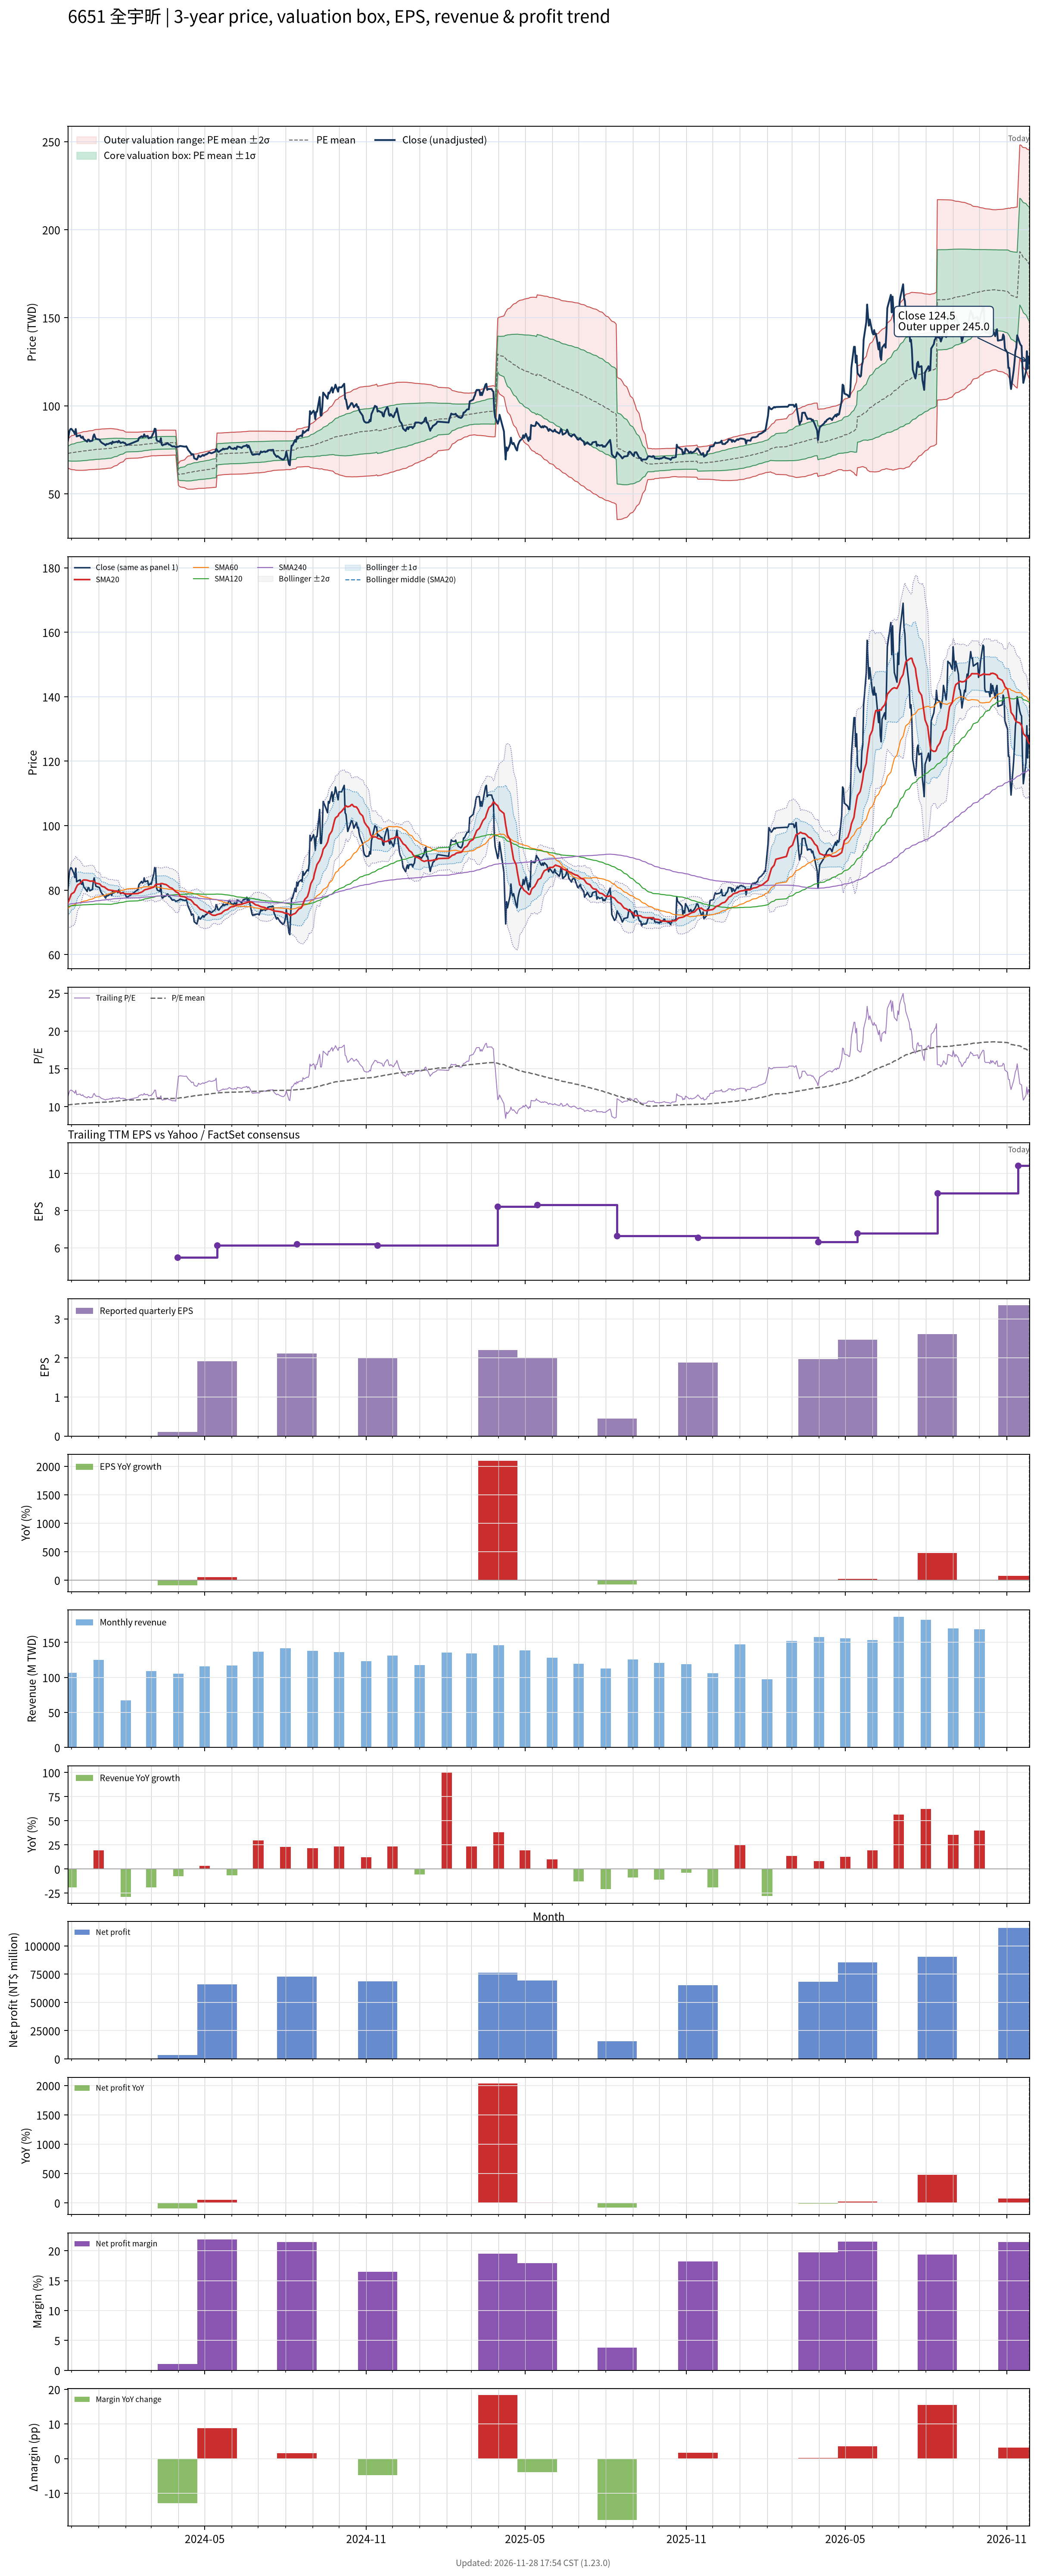 6651 全宇昕 | 3-year price, valuation box, EPS, revenue & profit trend
Outer valuation range: PE mean ±2σ
PE mean
Close (unadjusted)
Core valuation box: PE mean ±1σ
Today
Price (TWD)
250
200
150
100
50
Close 124.5
Outer upper 245.0
Close (same as panel 1)
SMA20
SMA60
SMA120
SMA240
Bollinger ±2σ
Bollinger ±1σ
Bollinger middle (SMA20)
Price
180
160
140
120
100
80
60
Trailing P/E
P/E mean
P/E
25
20
15
10
Trailing TTM EPS vs Yahoo / FactSet consensus
Today
EPS
10
8
6
Reported quarterly EPS
EPS
3
2
1
0
EPS YoY growth
YoY (%)
2000
1500
1000
500
0
Monthly revenue
Revenue (M TWD)
150
100
50
0
Revenue YoY growth
YoY (%)
100
75
50
25
0
-25
Month
Net profit
Net profit (NT$ million)
100000
75000
50000
25000
0
Net profit YoY
YoY (%)
2000
1500
1000
500
0
Net profit margin
Margin (%)
20
15
10
5
0
Margin YoY change
Δ margin (pp)
20
10
0
-10
2024-05
2024-11
2025-05
2025-11
2026-05
2026-11
Updated: 2026-11-28 17:54 CST (1.23.0)